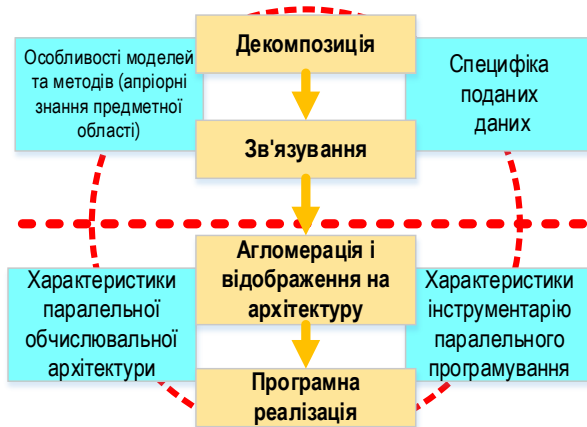 Декомпозиція
Особливості моделей
та методів (апріорні
знання предметної
області)
Специфіка
поданих
даних
Зв'язування
Агломерація і
відображення на
архітектуру
Характеристики
паралельної
обчислювальної
архітектури
Характеристики
інструментарію
паралельного
програмування
Програмна
реалізація